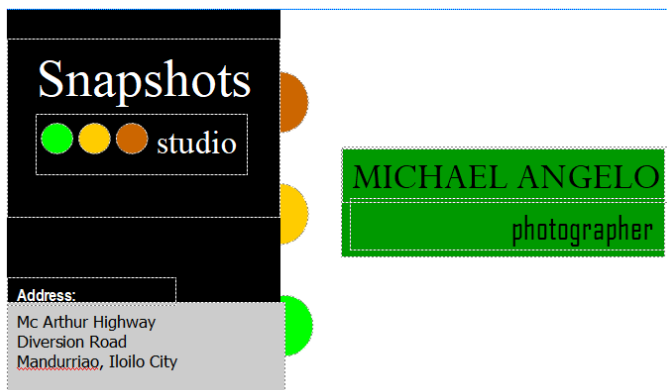 Snapshots
studio
MICHAEL ANGELO
photographer
Address:
Mc Arthur Highway
Diversion Road
Mandurriao, Iloilo City